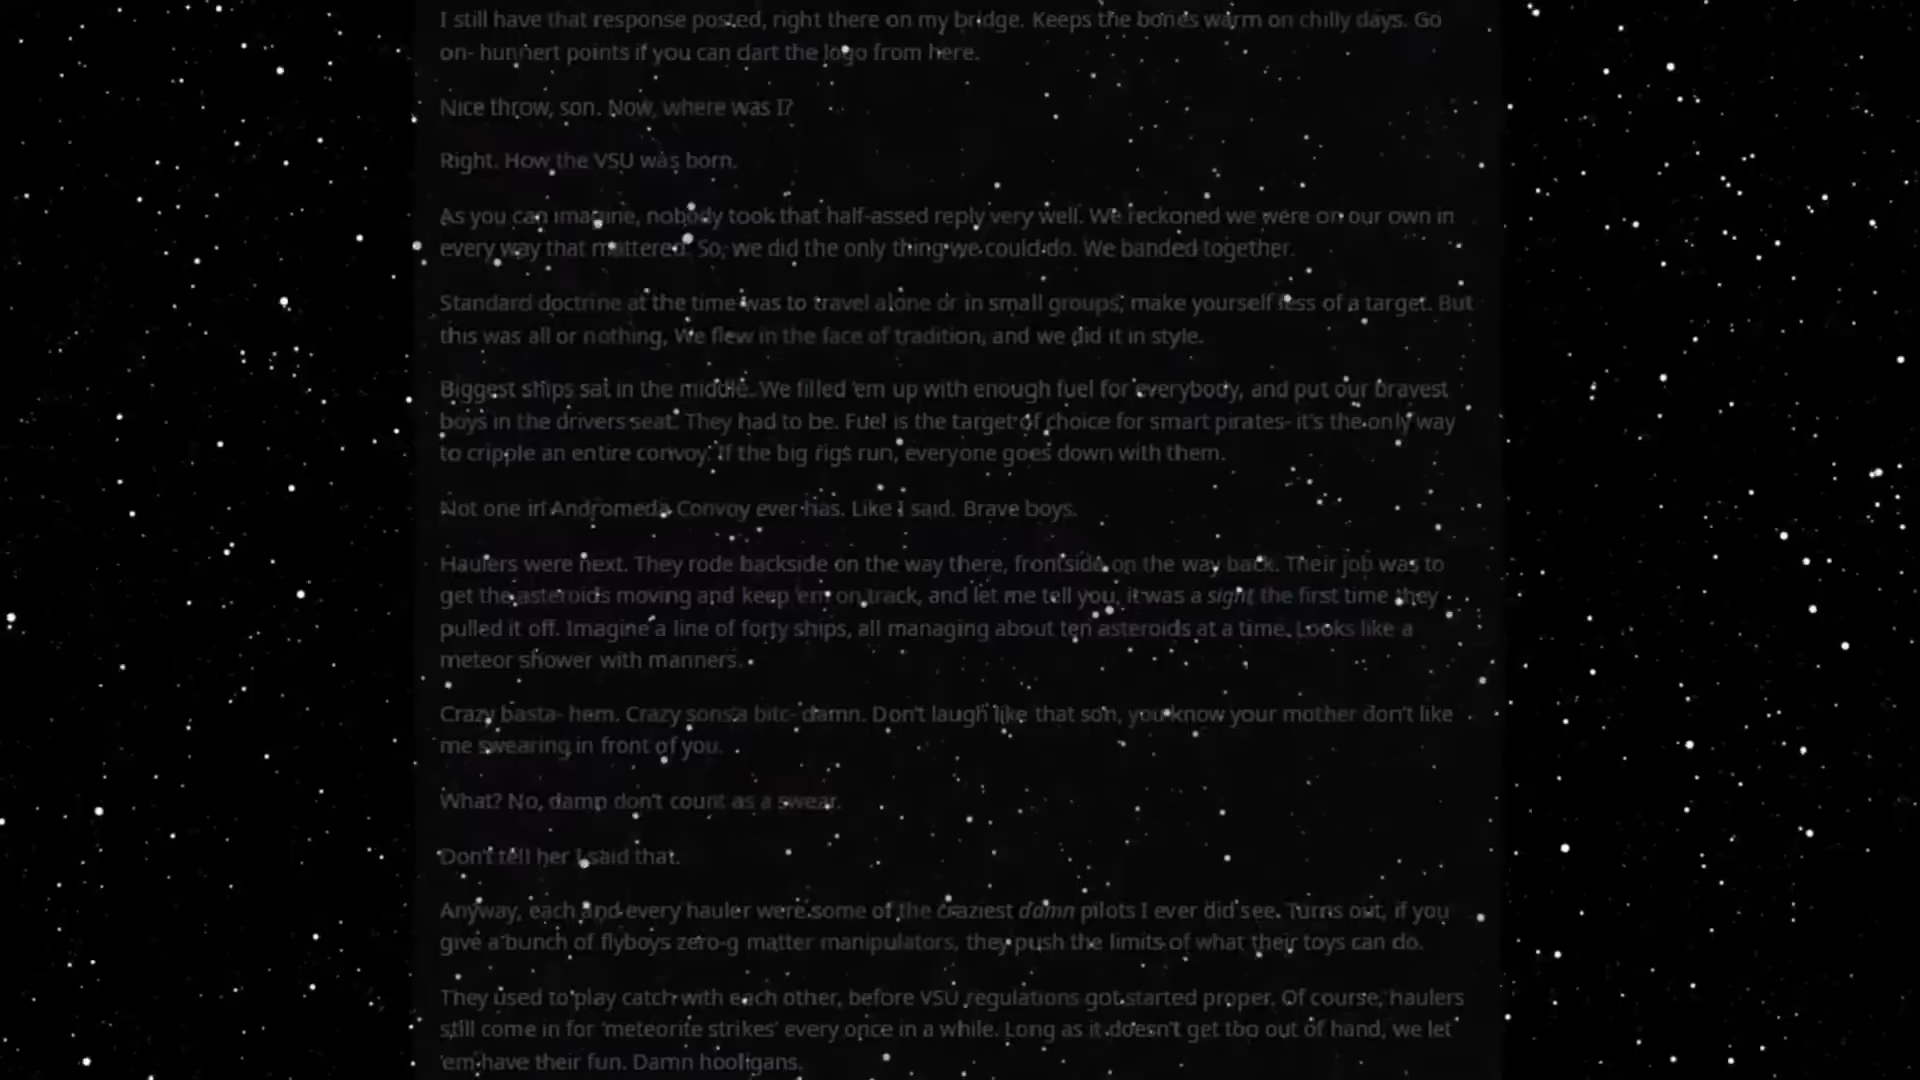 I still have that response posted, right there on my bridge. Keeps the bones warm on chilly days. Go
on- hunnert points if you can dart the logo from here.
Nice throw, son. Now, where was I?
Right. How the VSU was born.
As you can imagine, nobody took that half-assed reply very well. We reckoned we were on our own in
every way that mattered. So, we did the only thing we could do. We banded together.
Standard doctrine at the time was to travel alone or in small groups, make yourself less of a target. But
this was all or nothing, We flew in the face of tradition, and we did it in style.
Biggest ships sat in the middle. We filled 'em up with enough fuel for everybody, and put our bravest
boys in the drivers seat. They had to be. Fuel is the target of choice for smart pirates- it's the only way
to cripple an entire convoy. If the big rigs run, everyone goes down with them.
Not one in Andromeda Convoy ever has. Like I said. Brave boys.
Haulers were next. They rode backside on the way there, frontside on the way back. Their job was to
get the asteroids moving and keep 'em on track, and let me tell you, it was a sight the first time they
pulled it off. Imagine a line of forty ships, all managing about ten asteroids at a time. Looks like a
meteor shower with manners.
Crazy basta- hem. Crazy sons'a bitc- damn. Don't laugh like that son, you know your mother don't like
me swearing in front of you.
What? No, damn don't count as a swear.
Don't tell her I said that.
Anyway, each and every hauler were some of the craziest damn pilots I ever did see. Turns out, if you
give a bunch of flyboys zero-g matter manipulators, they push the limits of what their toys can do.
They used to play catch with each other, before VSU regulations got started proper. Of course, haulers
still come in for 'meteorite strikes' every once in a while. Long as it doesn't get too out of hand, we let
'em have their fun. Damn hooligans.